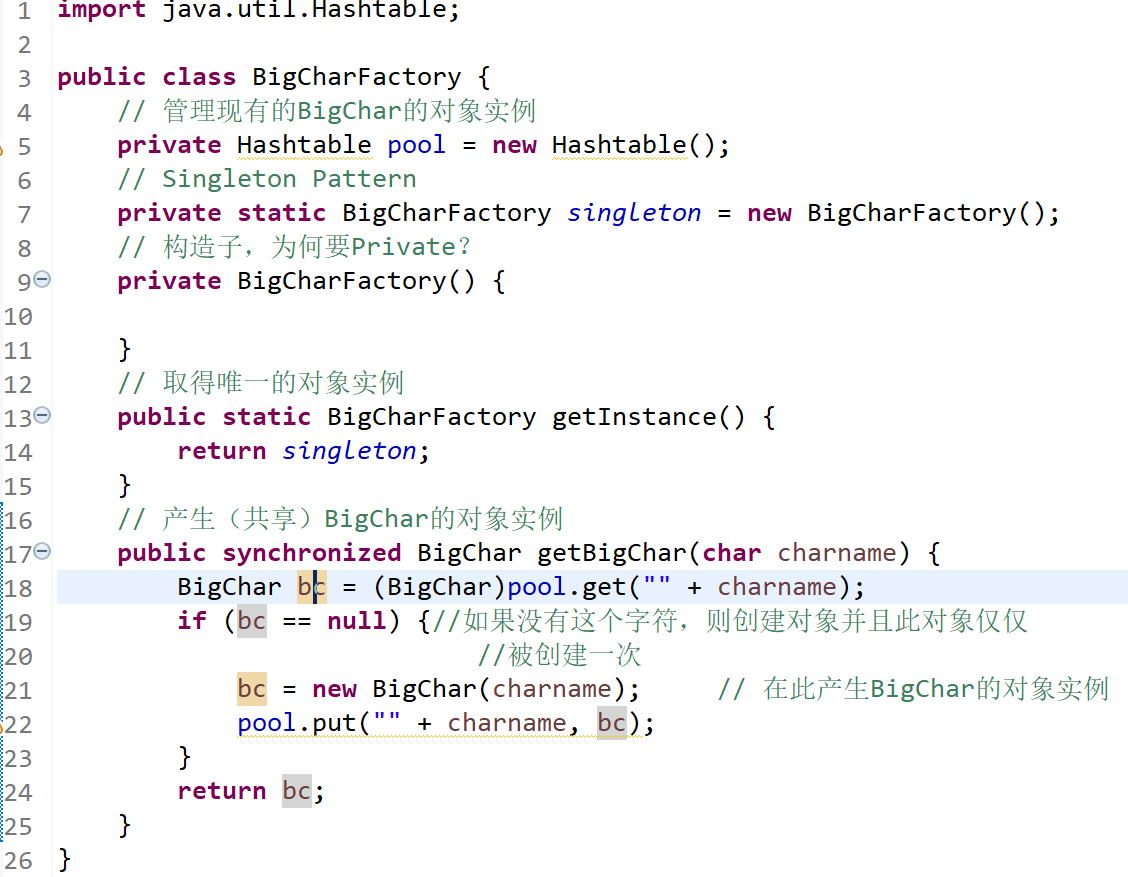 1 import java.util.Hashtable;
2
3 public class BigCharFactory {
4     // 管理现有的BigChar的对象实例
5     private Hashtable pool = new Hashtable();
6     // Singleton Pattern
7     private static BigCharFactory singleton = new BigCharFactory();
8     // 构造子，为何要Private？
9     private BigCharFactory() {
10
11     }
12     // 取得唯一的对象实例
13     public static BigCharFactory getInstance() {
14         return singleton;
15     }
16     // 产生（共享）BigChar的对象实例
17     public synchronized BigChar getBigChar(char charname) {
18         BigChar bc = (BigChar)pool.get("" + charname);
19         if (bc == null) {//如果没有这个字符，则创建对象并且此对象仅仅
20                             //被创建一次
21             bc = new BigChar(charname);     // 在此产生BigChar的对象实例
22             pool.put("" + charname, bc);
23         }
24         return bc;
25     }
26 }